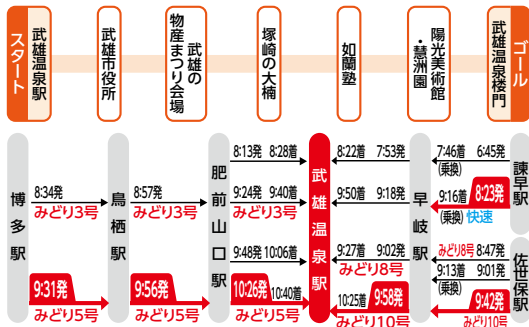 スタート
武雄温泉駅
武雄市役所
武雄の
物産まつり会場
塚崎の大楠
如蘭塾
陽光美術館
・慧洲園
武雄温泉楼門
ゴール
博多駅
8:34発
みどり3号
9:31発
みどり5号
鳥栖駅
8:57発
みどり3号
9:56発
みどり5号
肥前山口駅
8:13発 8:28着
9:24発 9:40着
みどり3号
9:48発 10:06着
10:26発 10:40着
みどり5号
武雄温泉駅
8:22着 7:53発
9:50着 9:18発
9:27着 9:02発
みどり8号
10:25着 9:58発
みどり10号
早岐駅
7:46着 6:45発
(乗換)
9:16着 8:23発
(乗換) 快速
諫早駅
みどり8号 8:47発
9:13着 9:01発
(乗換)
9:42発
みどり10号
佐世保駅